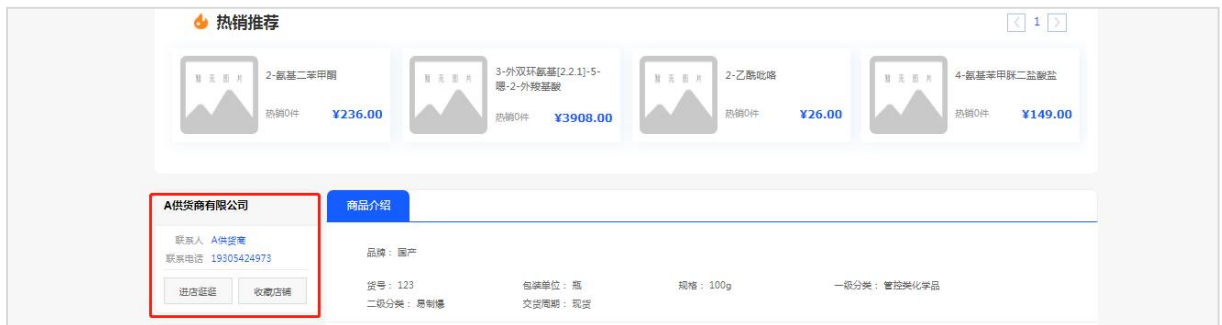 热销推荐
1
暂无图片
2-氨基二苯甲酮
热销0件 ¥236.00
暂无图片
3-外双环氨基[2.2.1]-5-
嗯-2-外羧基酸
热销0件 ¥3908.00
暂无图片
2-乙酰吡咯
热销0件 ¥26.00
暂无图片
4-氨基苯甲脒二盐酸盐
热销0件 ¥149.00
A供货商有限公司
联系人 A供货商
联系电话 19305424973
进店逛逛 收藏店铺
商品介绍
品牌： 国产
货号： 123 包装单位： 瓶 规格： 100g 一级分类： 管控类化学品
二级分类： 易制爆 交货周期： 现货